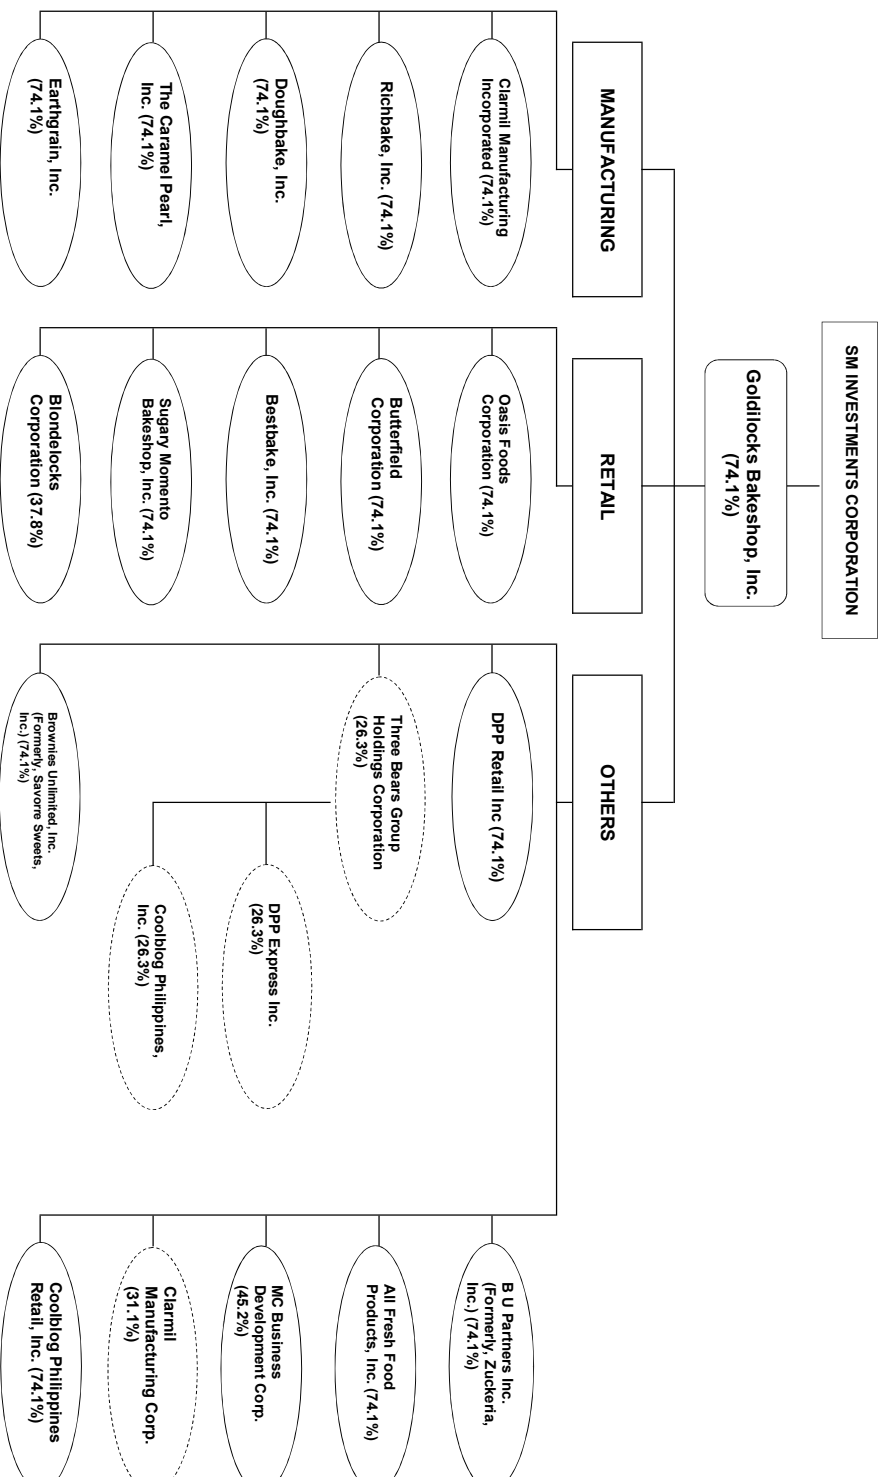 SM INVESTMENTS CORPORATION
Goldilocks Bakeshop, Inc.
(74.1%)
MANUFACTURING
Clarmil Manufacturing
Incorporated (74.1%)
Richbake, Inc. (74.1%)
Doughbake, Inc.
(74.1%)
The Caramel Pearl,
Inc. (74.1%)
Earthgrain, Inc.
(74.1%)
RETAIL
Oasis Foods
Corporation (74.1%)
Butterfield
Corporation (74.1%)
Bestbake, Inc. (74.1%)
Sugary Momento
Bakeshop, Inc. (74.1%)
Blondelocks
Corporation (37.8%)
OTHERS
DPP Retail Inc (74.1%)
Three Bears Group
Holdings Corporation
(26.3%)
DPP Express Inc.
(26.3%)
Coolblog Philippines,
Inc. (26.3%)
Brownies Unlimited, Inc.
(Formerly, Savorre Sweets,
Inc.) (74.1%)
B U Partners Inc.
(Formerly, Zuckeria,
Inc.) (74.1%)
All Fresh Food
Products, Inc. (74.1%)
MC Business
Development Corp.
(45.2%)
Clarmil
Manufacturing Corp.
(31.1%)
Coolblog Philippines
Retail, Inc. (74.1%)